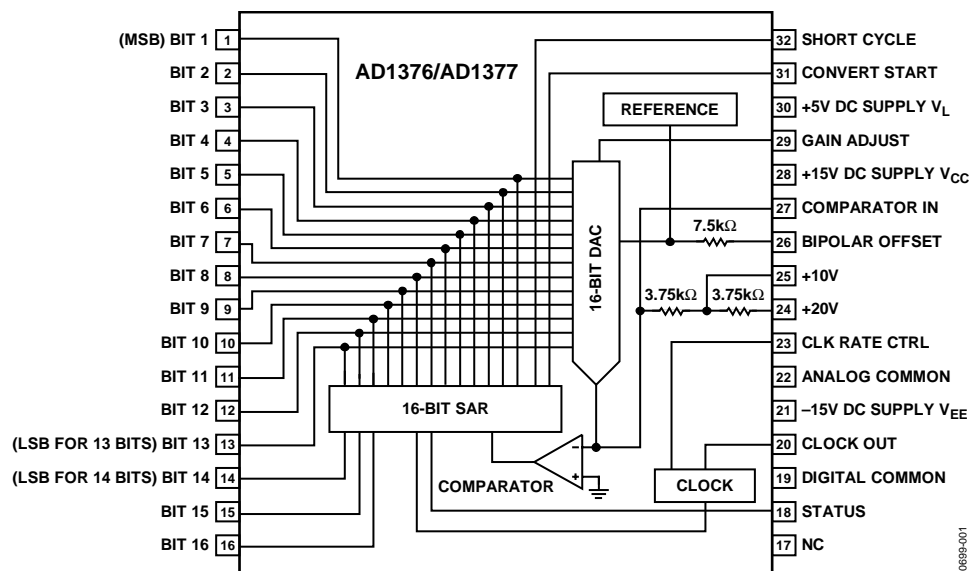 (MSB) BIT 1 1
BIT 2 2
BIT 3 3
BIT 4 4
BIT 5 5
BIT 6 6
BIT 7 7
BIT 8 8
BIT 9 9
BIT 10 10
BIT 11 11
BIT 12 12
(LSB FOR 13 BITS) BIT 13 13
(LSB FOR 14 BITS) BIT 14 14
BIT 15 15
BIT 16 16
AD1376/AD1377
REFERENCE
16-BIT DAC
7.5kΩ
3.75kΩ 3.75kΩ
16-BIT SAR
–
+
COMPARATOR
CLOCK
32 SHORT CYCLE
31 CONVERT START
30 +5V DC SUPPLY VL
29 GAIN ADJUST
28 +15V DC SUPPLY VCC
27 COMPARATOR IN
26 BIPOLAR OFFSET
25 +10V
24 +20V
23 CLK RATE CTRL
22 ANALOG COMMON
21 –15V DC SUPPLY VEE
20 CLOCK OUT
19 DIGITAL COMMON
18 STATUS
17 NC
0699-001